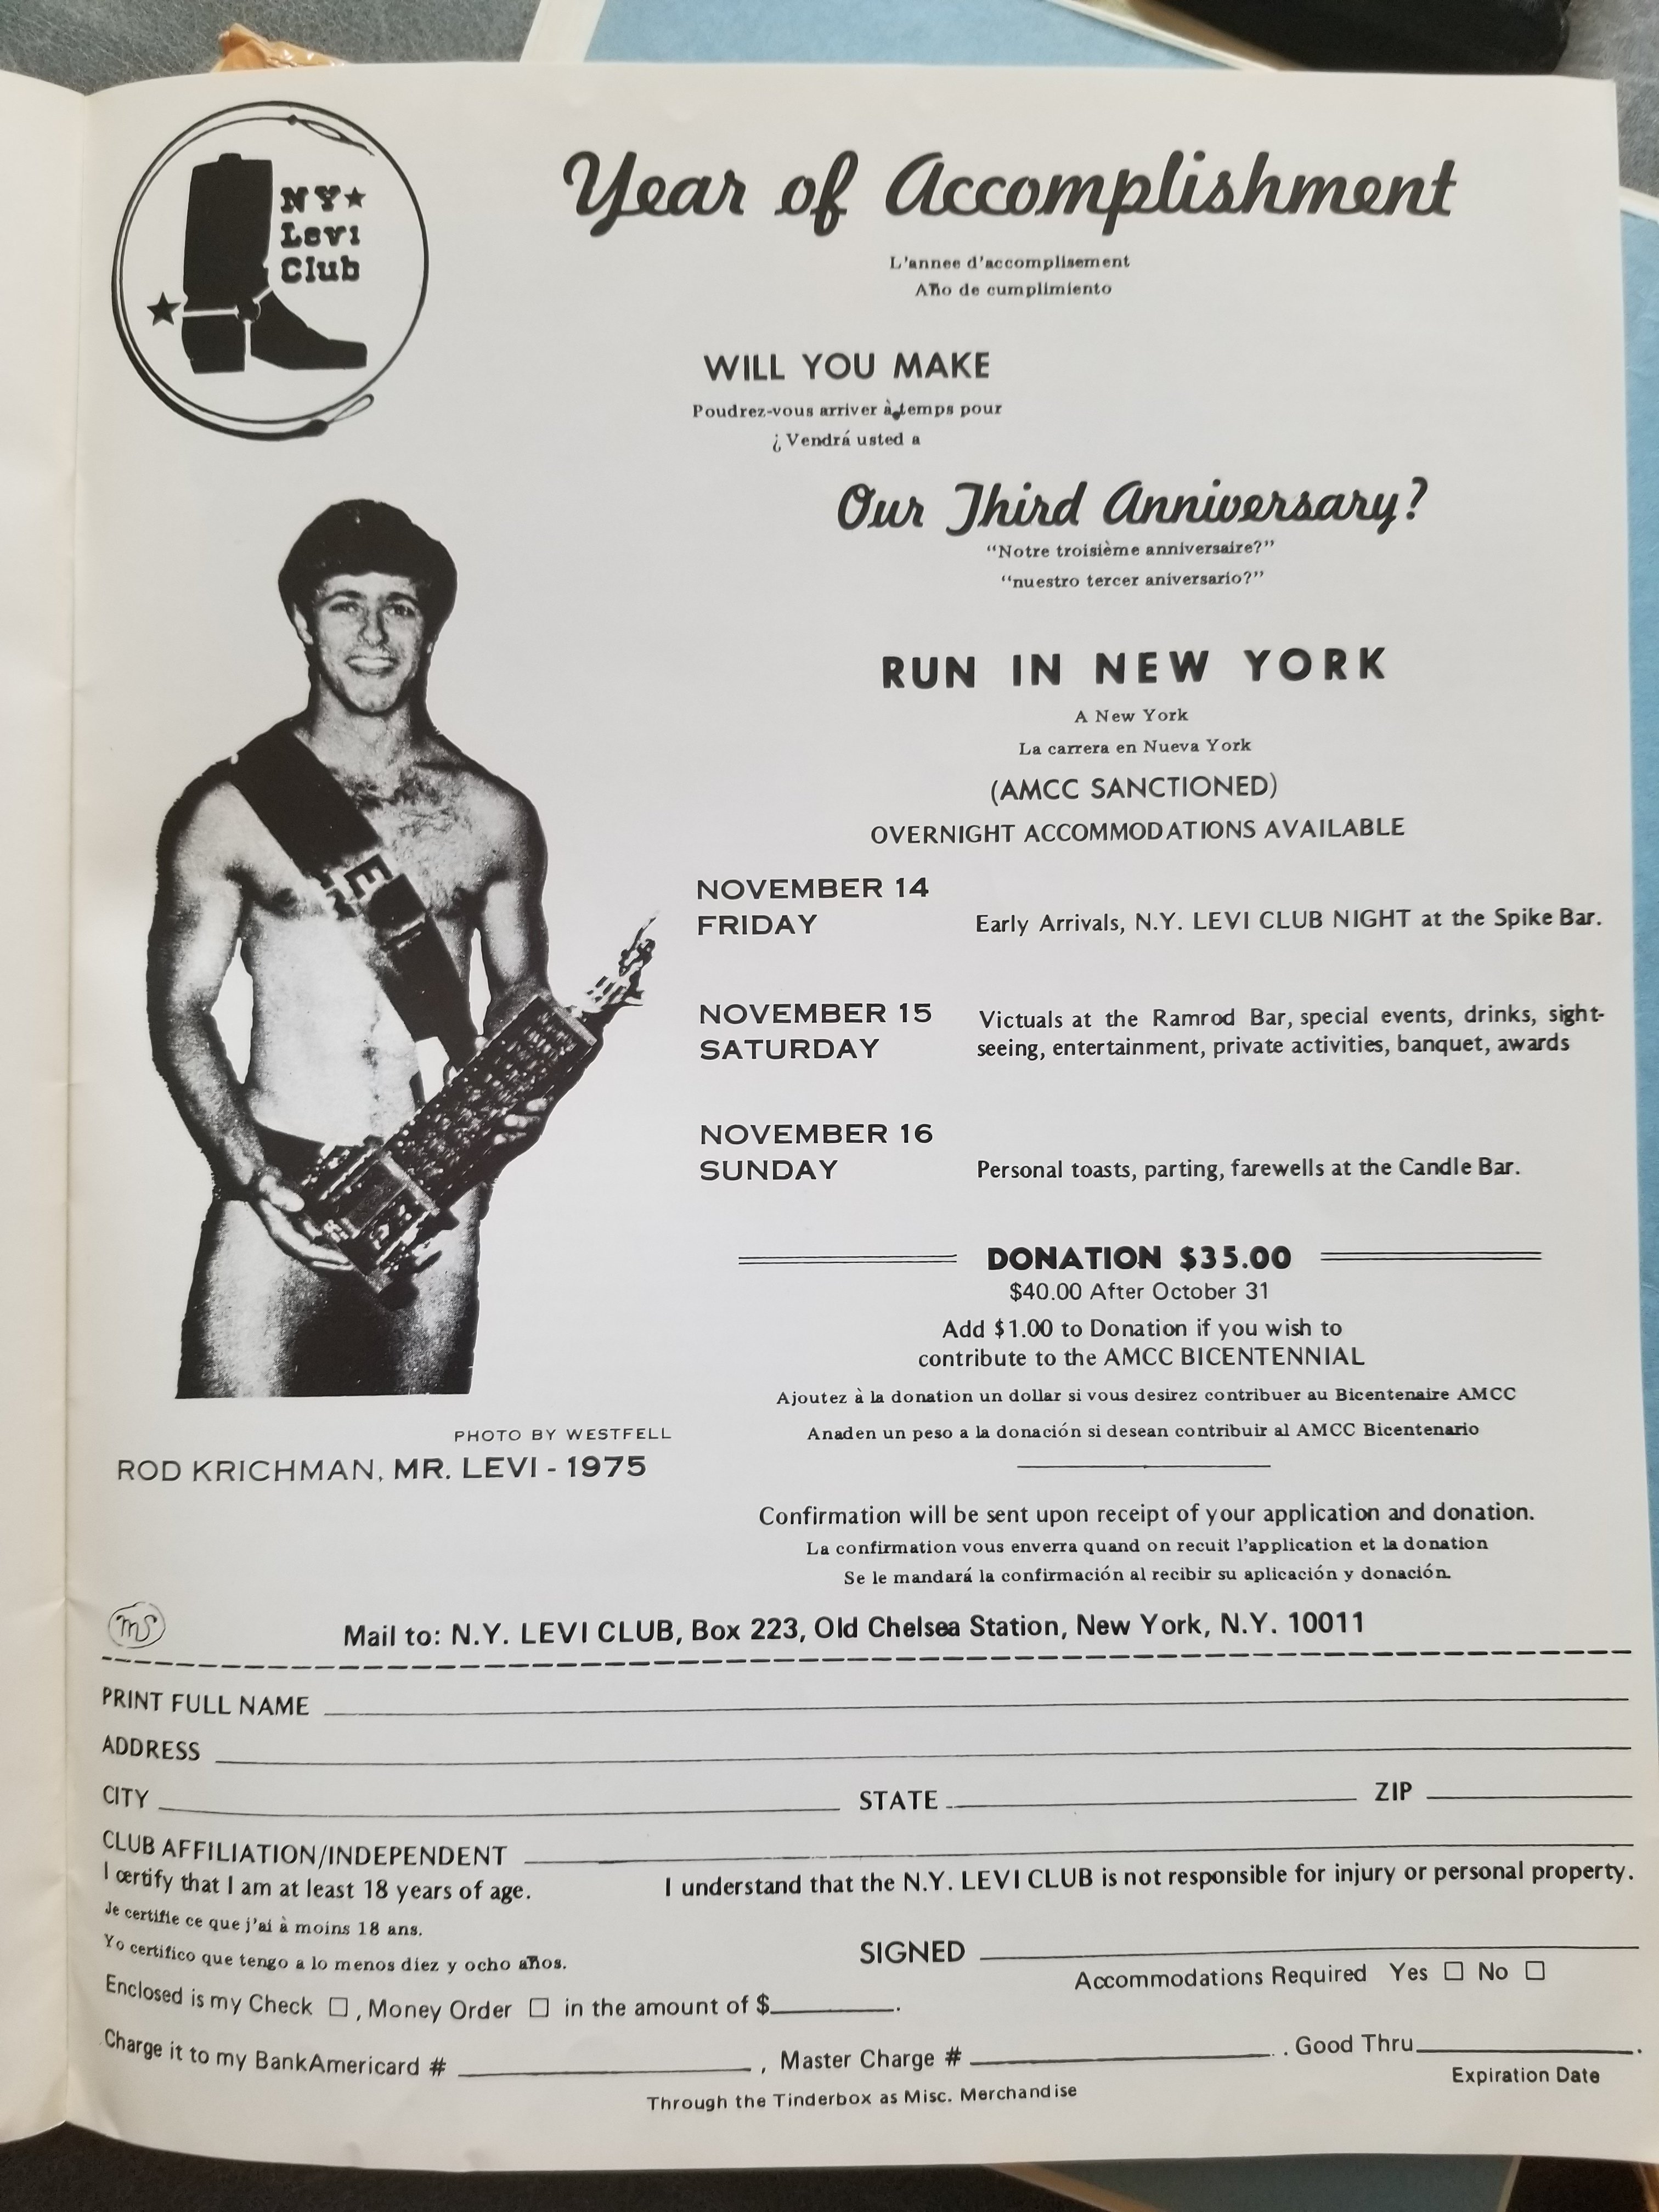 NY★
Levi
Club
Year of Accomplishment
L'annee d'accomplisement
Año de cumplimiento
WILL YOU MAKE
Poudrez-vous arriver à temps pour
¿ Vendrá usted a
Our Third Anniversary?
"Notre troisième anniversaire?"
"nuestro tercer aniversario?"
RUN IN NEW YORK
A New York
La carrera en Nueva York
(AMCC SANCTIONED)
OVERNIGHT ACCOMMODATIONS AVAILABLE
NOVEMBER 14
FRIDAY Early Arrivals, N.Y. LEVI CLUB NIGHT at the Spike Bar.
NOVEMBER 15 Victuals at the Ramrod Bar, special events, drinks, sight-
SATURDAY seeing, entertainment, private activities, banquet, awards
NOVEMBER 16
SUNDAY Personal toasts, parting, farewells at the Candle Bar.
DONATION $35.00
$40.00 After October 31
Add $1.00 to Donation if you wish to
contribute to the AMCC BICENTENNIAL
Ajoutez à la donation un dollar si vous desirez contribuer au Bicentenaire AMCC
Anaden un peso a la donación si desean contribuir al AMCC Bicentenario
PHOTO BY WESTFELL
ROD KRICHMAN, MR. LEVI - 1975
Confirmation will be sent upon receipt of your application and donation.
La confirmation vous enverra quand on recuit l'application et la donation
Se le mandará la confirmación al recibir su aplicación y donación.
MS
Mail to: N.Y. LEVI CLUB, Box 223, Old Chelsea Station, New York, N.Y. 10011
PRINT FULL NAME
ADDRESS
CITY STATE ZIP
CLUB AFFILIATION/INDEPENDENT
I certify that I am at least 18 years of age. I understand that the N.Y. LEVI CLUB is not responsible for injury or personal property.
Je certifie ce que j'ai à moins 18 ans.
Yo certifico que tengo a lo menos diez y ocho años.
SIGNED
Accommodations Required Yes ☐ No ☐
Enclosed is my Check ☐, Money Order ☐ in the amount of $________.
Charge it to my BankAmericard # ________, Master Charge # ________. . Good Thru________.
Expiration Date
Through the Tinderbox as Misc. Merchandise